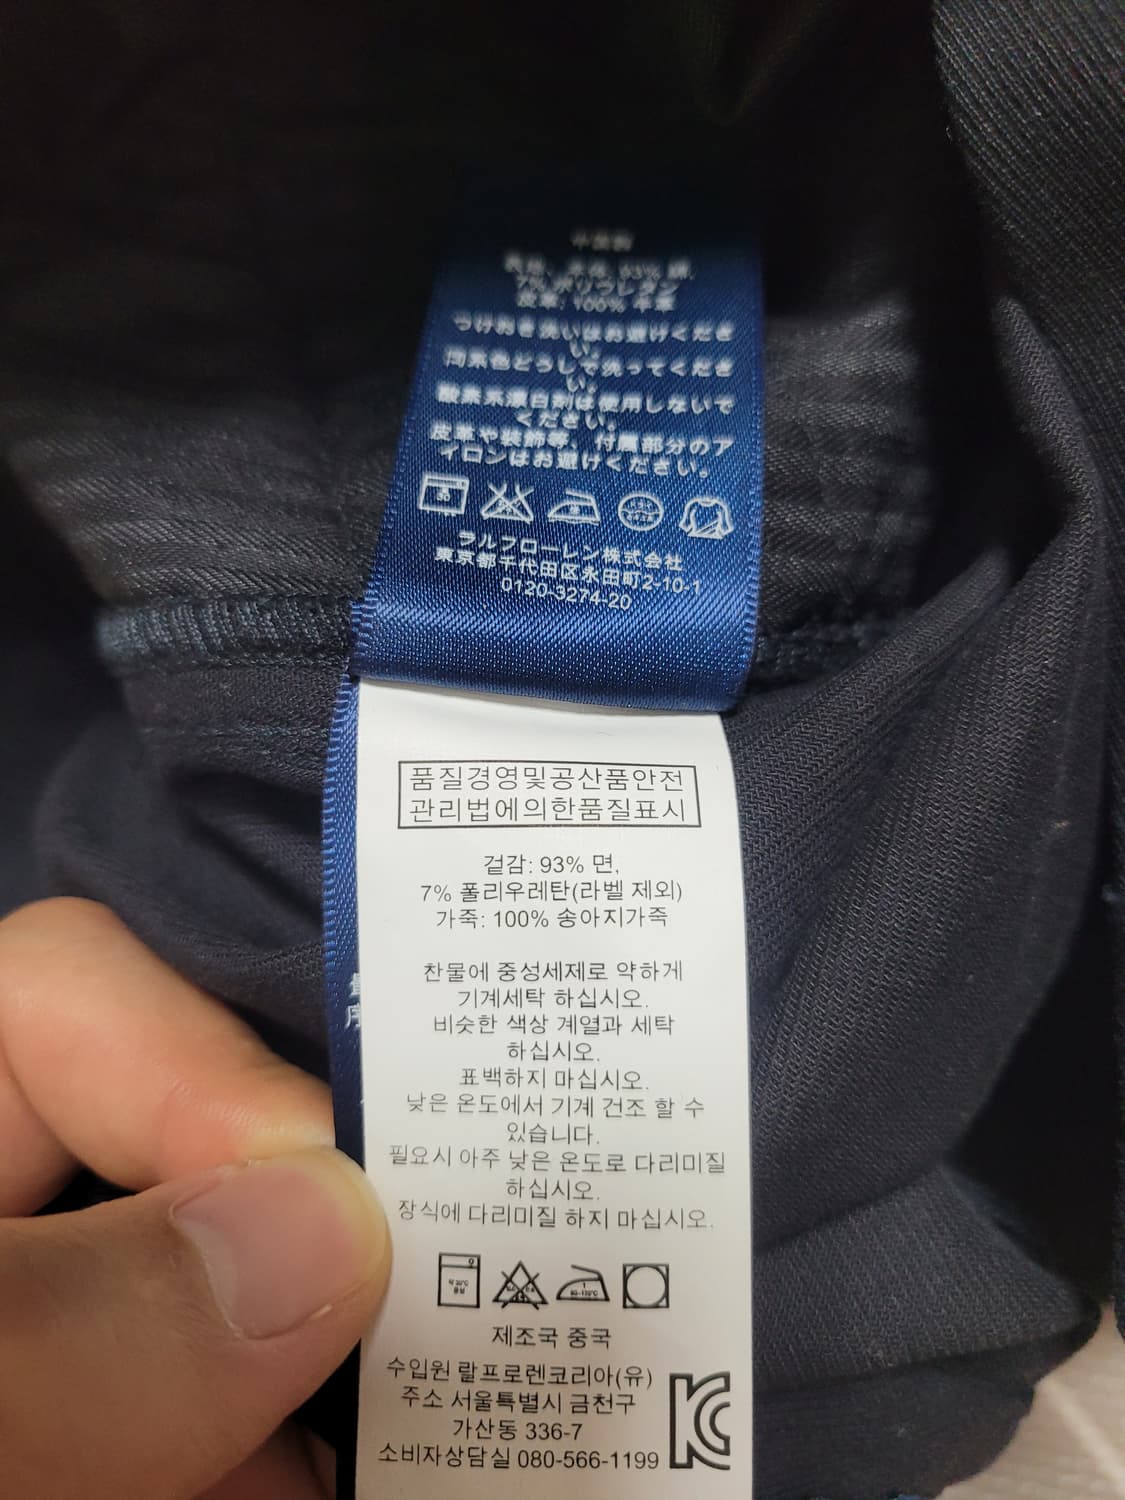 7% ポリウレタン
皮革: 100% 牛革
つけおき洗いはお避けくださ
い。
同系色どうしで洗ってくださ
い。
酸素系漂白剤は使用しないで
ください。
皮革や装飾等、付属部分のア
イロンはお避けください。
ラルフローレン株式会社
東京都千代田区永田町2-10-1
0120-3274-20
품질경영및공산품안전
관리법에의한품질표시
겉감: 93% 면,
7% 폴리우레탄(라벨 제외)
가죽: 100% 송아지가죽
찬물에 중성세제로 약하게
기계세탁 하십시오.
비슷한 색상 계열과 세탁
하십시오.
표백하지 마십시오.
낮은 온도에서 기계 건조 할 수
있습니다.
필요시 아주 낮은 온도로 다리미질
하십시오.
장식에 다리미질 하지 마십시오.
제조국 중국
수입원 랄프로렌코리아(유)
주소 서울특별시 금천구
가산동 336-7
소비자상담실 080-566-1199